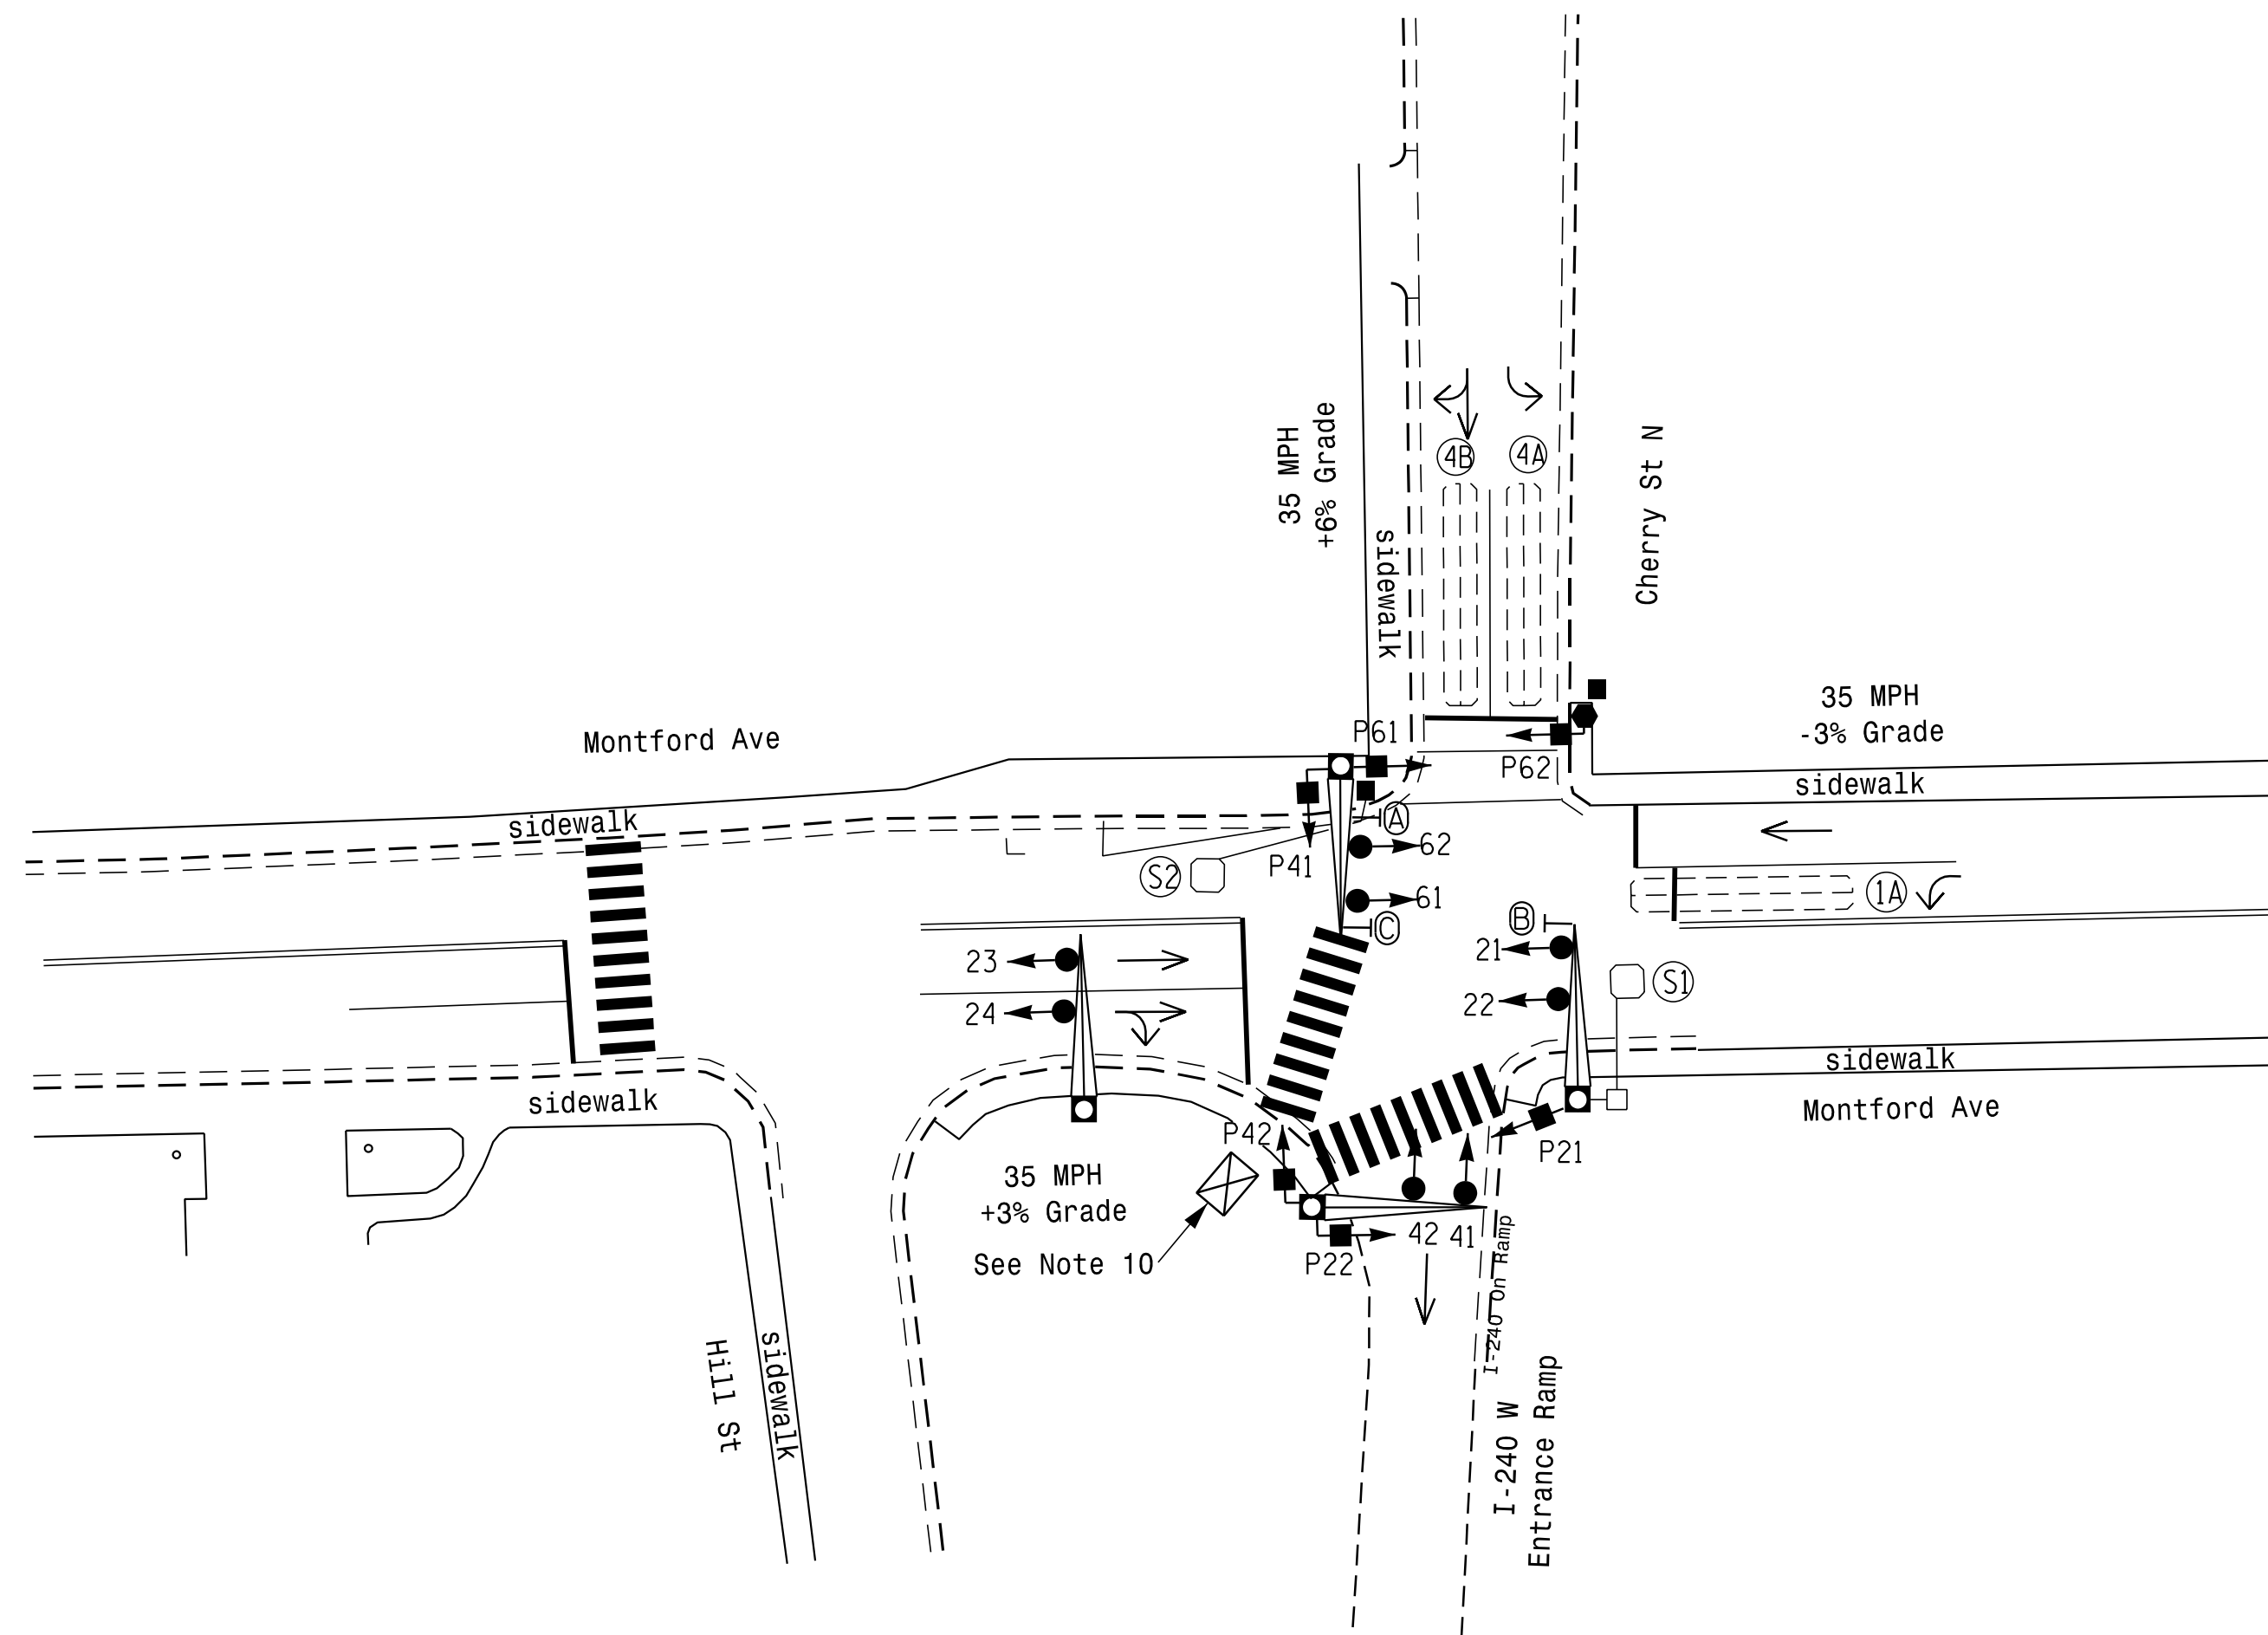 35 MPH
+6% Grade
4B
4A
Cherry St N
sidewalk
35 MPH
-3% Grade
Montford Ave
P61
P62
sidewalk
sidewalk
A
62
S2
P41
61
1A
C
B
23
21
S1
24
22
sidewalk
sidewalk
Montford Ave
P42
P21
35 MPH
+3% Grade
42
41
See Note 10
P22
I-240 On Ramp
Hill St
sidewalk
I-240 W
Entrance Ramp